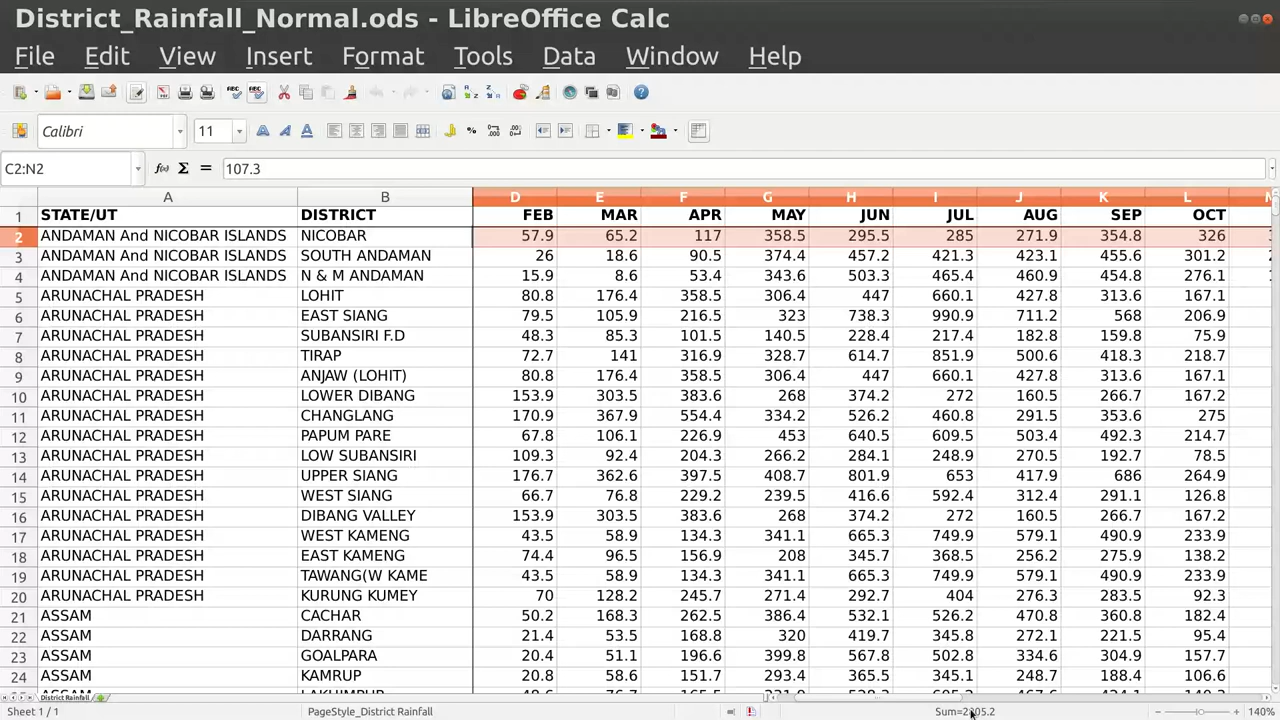 District_Rainfall_Normal.ods - LibreOffice Calc
File Edit View Insert Format Tools Data Window Help
Calibri 11
C2:N2 107.3
A B D E F G H I J K L
1 STATE/UT DISTRICT FEB MAR APR MAY JUN JUL AUG SEP OCT
2 ANDAMAN And NICOBAR ISLANDS NICOBAR 57.9 65.2 117 358.5 295.5 285 271.9 354.8 326
3 ANDAMAN And NICOBAR ISLANDS SOUTH ANDAMAN 26 18.6 90.5 374.4 457.2 421.3 423.1 455.6 301.2
4 ANDAMAN And NICOBAR ISLANDS N & M ANDAMAN 15.9 8.6 53.4 343.6 503.3 465.4 460.9 454.8 276.1
5 ARUNACHAL PRADESH LOHIT 80.8 176.4 358.5 306.4 447 660.1 427.8 313.6 167.1
6 ARUNACHAL PRADESH EAST SIANG 79.5 105.9 216.5 323 738.3 990.9 711.2 568 206.9
7 ARUNACHAL PRADESH SUBANSIRI F.D 48.3 85.3 101.5 140.5 228.4 217.4 182.8 159.8 75.9
8 ARUNACHAL PRADESH TIRAP 72.7 141 316.9 328.7 614.7 851.9 500.6 418.3 218.7
9 ARUNACHAL PRADESH ANJAW (LOHIT) 80.8 176.4 358.5 306.4 447 660.1 427.8 313.6 167.1
10 ARUNACHAL PRADESH LOWER DIBANG 153.9 303.5 383.6 268 374.2 272 160.5 266.7 167.2
11 ARUNACHAL PRADESH CHANGLANG 170.9 367.9 554.4 334.2 526.2 460.8 291.5 353.6 275
12 ARUNACHAL PRADESH PAPUM PARE 67.8 106.1 226.9 453 640.5 609.5 503.4 492.3 214.7
13 ARUNACHAL PRADESH LOW SUBANSIRI 109.3 92.4 204.3 266.2 284.1 248.9 270.5 192.7 78.5
14 ARUNACHAL PRADESH UPPER SIANG 176.7 362.6 397.5 408.7 801.9 653 417.9 686 264.9
15 ARUNACHAL PRADESH WEST SIANG 66.7 76.8 229.2 239.5 416.6 592.4 312.4 291.1 126.8
16 ARUNACHAL PRADESH DIBANG VALLEY 153.9 303.5 383.6 268 374.2 272 160.5 266.7 167.2
17 ARUNACHAL PRADESH WEST KAMENG 43.5 58.9 134.3 341.1 665.3 749.9 579.1 490.9 233.9
18 ARUNACHAL PRADESH EAST KAMENG 74.4 96.5 156.9 208 345.7 368.5 256.2 275.9 138.2
19 ARUNACHAL PRADESH TAWANG(W KAME 43.5 58.9 134.3 341.1 665.3 749.9 579.1 490.9 233.9
20 ARUNACHAL PRADESH KURUNG KUMEY 70 128.2 245.7 271.4 292.7 404 276.3 283.5 92.3
21 ASSAM CACHAR 50.2 168.3 262.5 386.4 532.1 526.2 470.8 360.8 182.4
22 ASSAM DARRANG 21.4 53.5 168.8 320 419.7 345.8 272.1 221.5 95.4
23 ASSAM GOALPARA 20.4 51.1 196.6 399.8 567.8 502.8 334.6 304.9 157.7
24 ASSAM KAMRUP 20.8 58.6 151.7 293.4 365.5 345.1 248.7 188.4 106.6
District Rainfall
Sheet 1 / 1 PageStyle_District Rainfall 140%